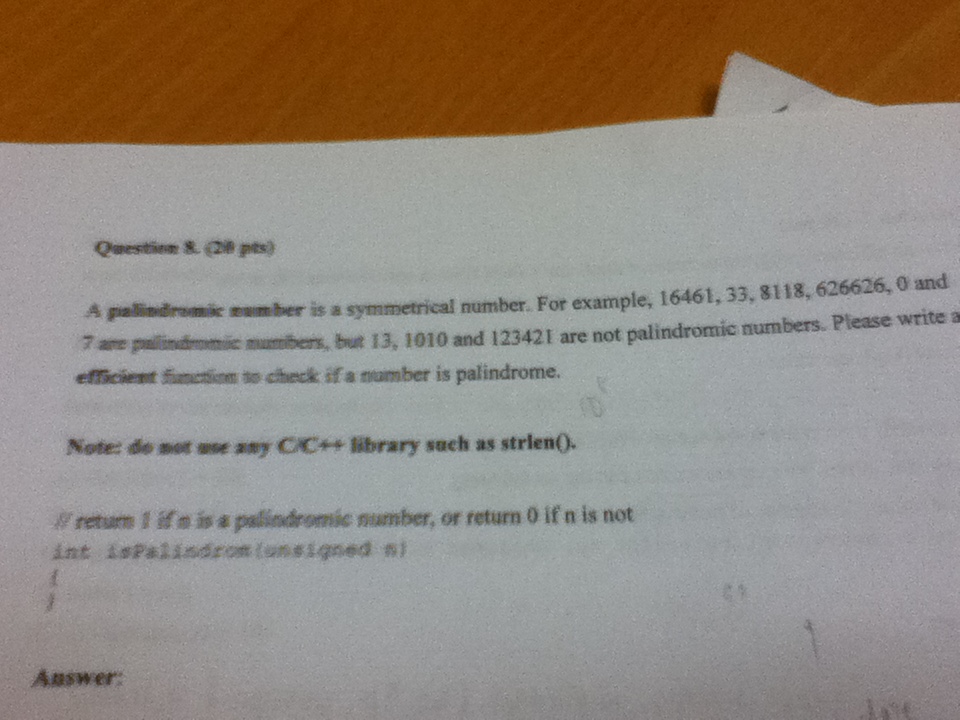 Question 8. (20 pts)
A palindromic number is a symmetrical number. For example, 16461, 33, 8118, 626626, 0 and
7 are palindromic numbers, but 13, 1010 and 123421 are not palindromic numbers. Please write a
efficient function to check if a number is palindrome.
Note: do not use any C/C++ library such as strlen().
// return 1 if n is a palindromic number, or return 0 if n is not
int isPalindrom(unsigned n)
{
}
Answer: